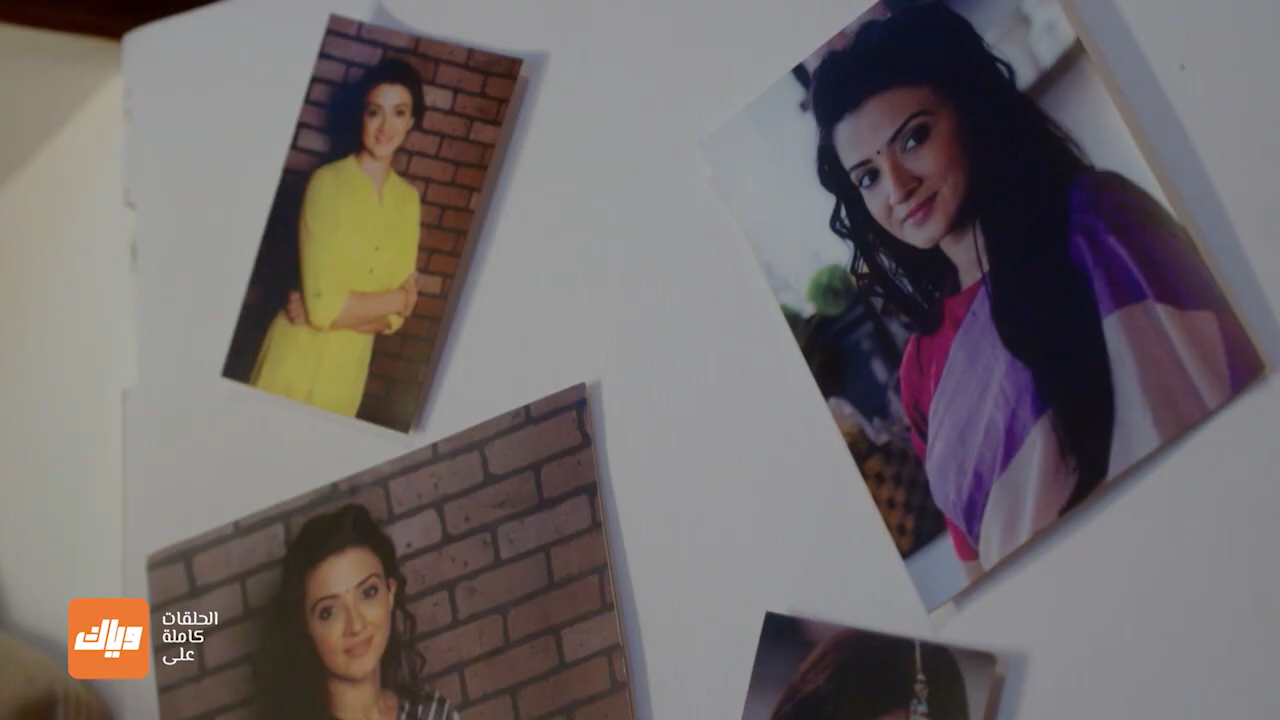 وياك
الحلقات
كاملة
على